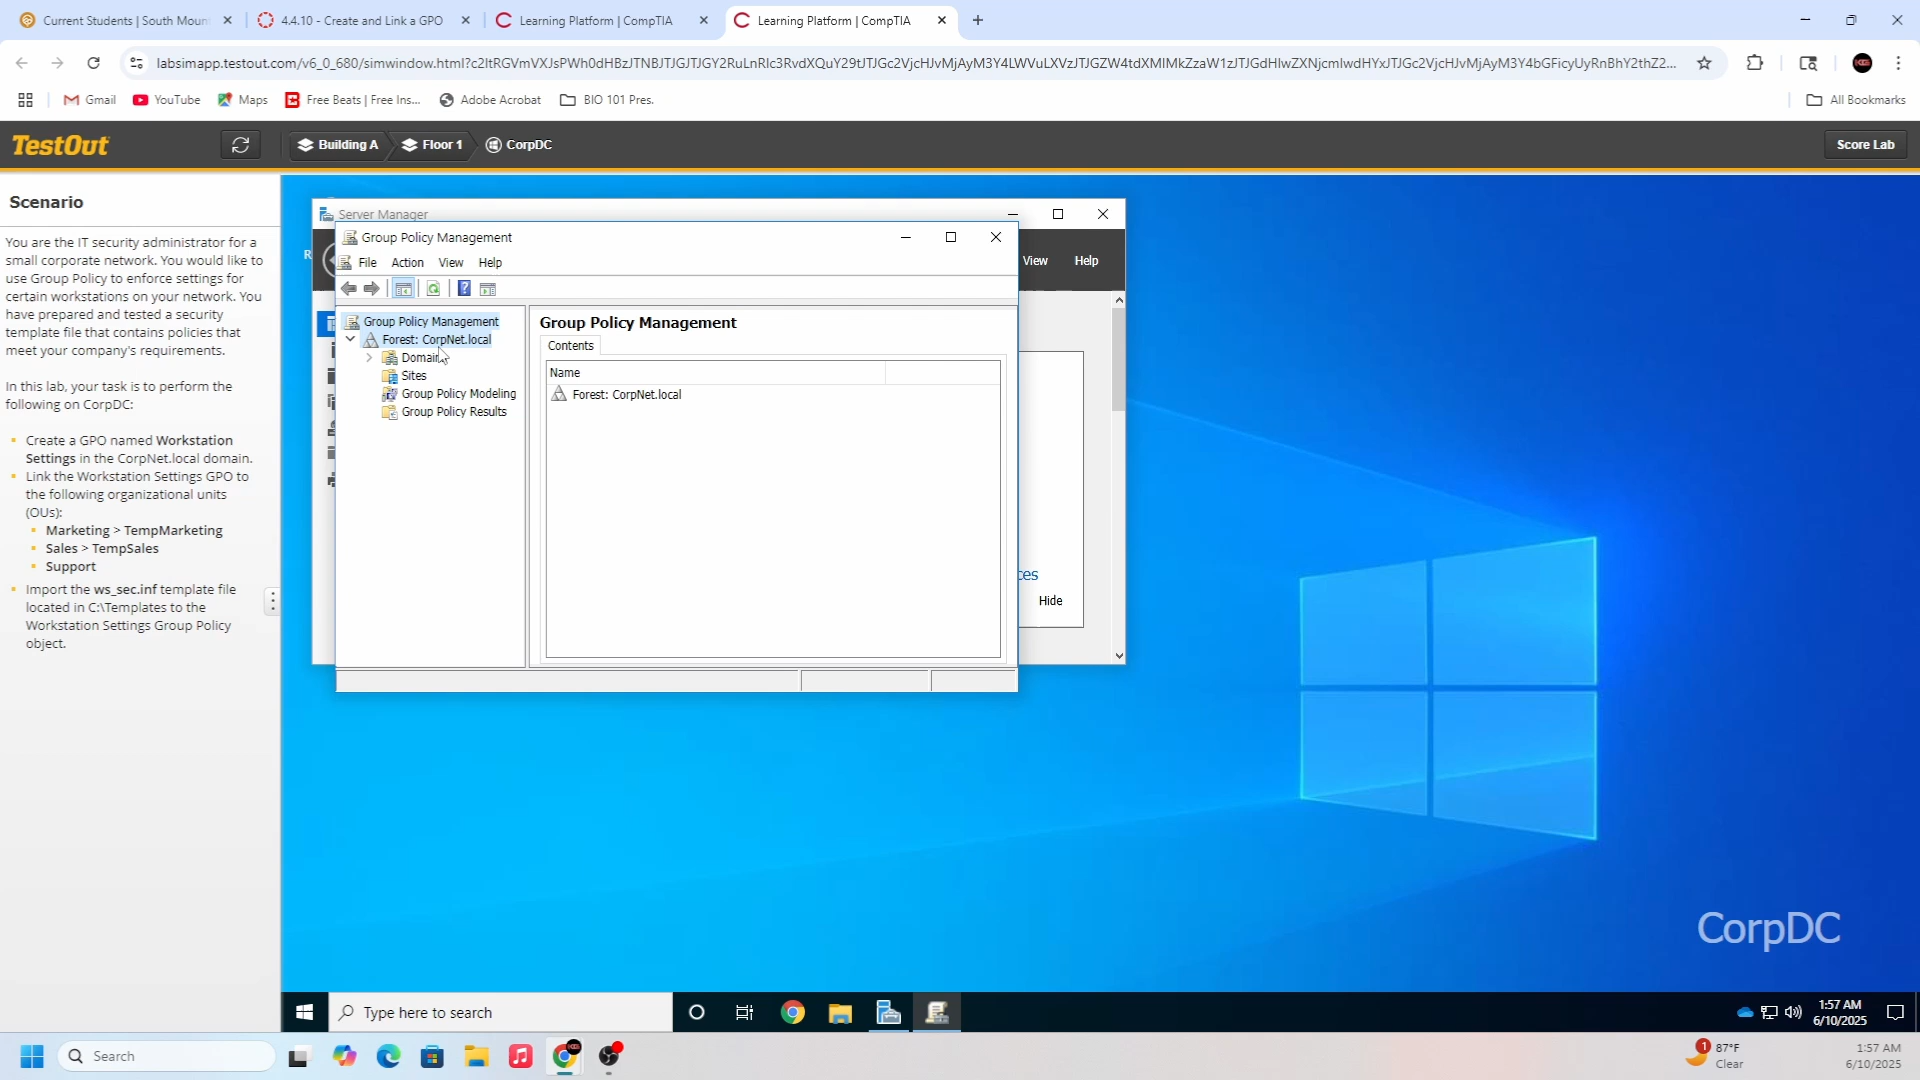 Current Students | South Moun
4.4.10 - Create and Link a GPO
Learning Platform | CompTIA
Learning Platform | CompTIA
Gmail
YouTube
Maps
Free Beats | Free Ins...
Adobe Acrobat
BIO 101 Pres.
All Bookmarks
TestOut
Building A
Floor 1
CorpDC
Score Lab
Scenario
You are the IT security administrator for a
small corporate network. You would like to
use Group Policy to enforce settings for
certain workstations on your network. You
have prepared and tested a security
template file that contains policies that
meet your company's requirements.
In this lab, your task is to perform the
following on CorpDC:
Create a GPO named Workstation
Settings in the CorpNet.local domain.
Link the Workstation Settings GPO to
the following organizational units
(OUs):
Marketing > TempMarketing
Sales > TempSales
Support
Import the ws_sec.inf template file
located in C:\Templates to the
Workstation Settings Group Policy
object.
Server Manager
View
Help
Group Policy Management
File
Action
View
Help
Group Policy Management
Forest: CorpNet.local
Domain
Sites
Group Policy Modeling
Group Policy Results
Group Policy Management
Contents
Name
Forest: CorpNet.local
Hide
CorpDC
Type here to search
1:57 AM
6/10/2025
Search
1
87°F
Clear
1:57 AM
6/10/2025